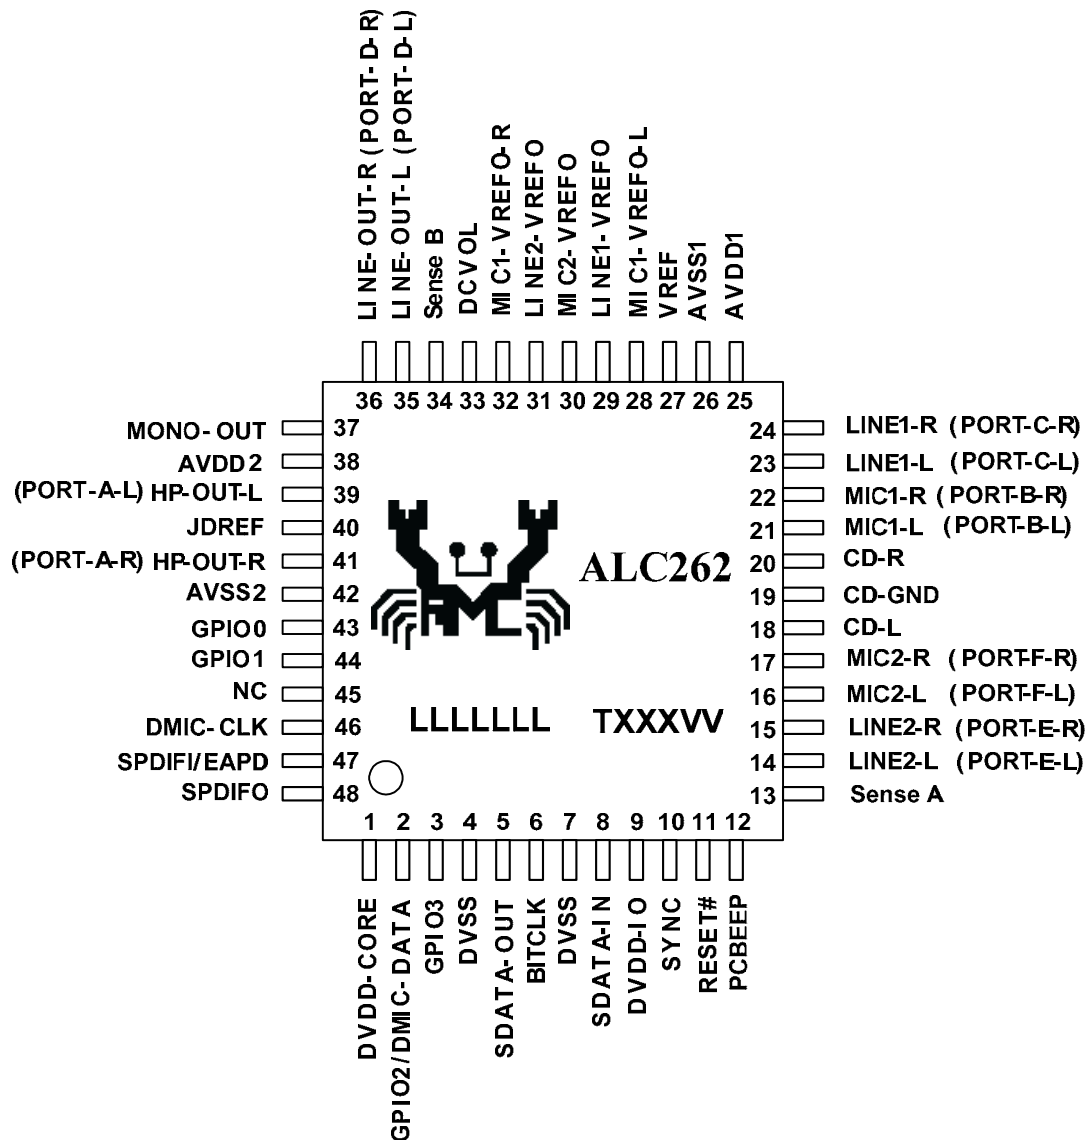 LINE-OUT-R (PORT-D-R)
LINE-OUT-L (PORT-D-L)
Sense B
DCVOL
MIC1-VREFO-R
LINE2-VREFO
MIC2-VREFO
LINE1-VREFO
MIC1-VREFO-L
VREF
AVSS1
AVDD1
36 35 34 33 32 31 30 29 28 27 26 25
MONO-OUT 37
AVDD2 38
(PORT-A-L) HP-OUT-L 39
JDREF 40
(PORT-A-R) HP-OUT-R 41
AVSS2 42
GPIO0 43
GPIO1 44
NC 45
DMIC-CLK 46
SPDIFI/EAPD 47
SPDIFO 48
ALC262
LLLLLLL TXXXVV
24 LINE1-R (PORT-C-R)
23 LINE1-L (PORT-C-L)
22 MIC1-R (PORT-B-R)
21 MIC1-L (PORT-B-L)
20 CD-R
19 CD-GND
18 CD-L
17 MIC2-R (PORT-F-R)
16 MIC2-L (PORT-F-L)
15 LINE2-R (PORT-E-R)
14 LINE2-L (PORT-E-L)
13 Sense A
1 2 3 4 5 6 7 8 9 10 11 12
DVDD-CORE
GPIO2/DMIC-DATA
GPIO3
DVSS
SDATA-OUT
BITCLK
DVSS
SDATA-IN
DVDD-IO
SYNC
RESET#
PCBEEP